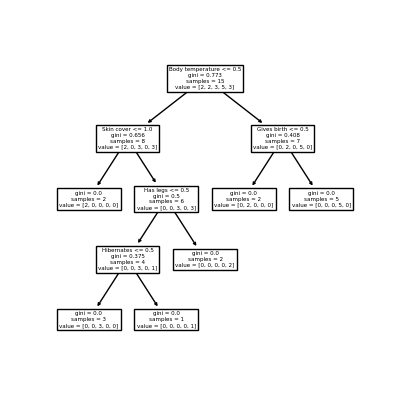 Body temperature <= 0.5
gini = 0.773
samples = 15
value = [2, 2, 3, 5, 3]
Skin cover <= 1.0
gini = 0.656
samples = 8
value = [2, 0, 3, 0, 3]
Gives birth <= 0.5
gini = 0.408
samples = 7
value = [0, 2, 0, 5, 0]
gini = 0.0
samples = 2
value = [2, 0, 0, 0, 0]
Has legs <= 0.5
gini = 0.5
samples = 6
value = [0, 0, 3, 0, 3]
gini = 0.0
samples = 2
value = [0, 2, 0, 0, 0]
gini = 0.0
samples = 5
value = [0, 0, 0, 5, 0]
Hibernates <= 0.5
gini = 0.375
samples = 4
value = [0, 0, 3, 0, 1]
gini = 0.0
samples = 2
value = [0, 0, 0, 0, 2]
gini = 0.0
samples = 3
value = [0, 0, 3, 0, 0]
gini = 0.0
samples = 1
value = [0, 0, 0, 0, 1]